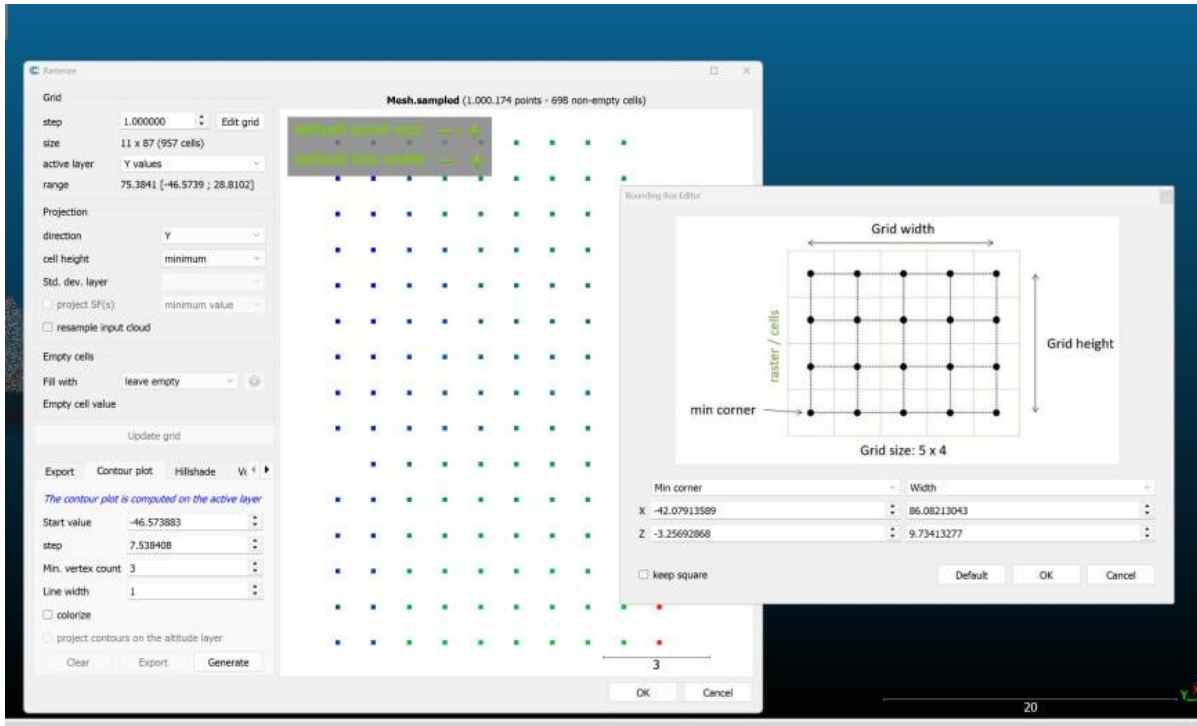 Rasterize
Grid
step 1.000000 Edit grid
size 11 x 87 (957 cells)
active layer Y values
range 75.3841 [-46.5739 ; 28.8102]
Projection
direction Y
cell height minimum
Std. dev. layer
project SF(s) minimum value
resample input cloud
Empty cells
Fill with leave empty
Empty cell value
Update grid
Export Contour plot Hillshade
The contour plot is computed on the active layer
Start value -46.573883
step 7.538408
Min. vertex count 3
Line width 1
colorize
project contours on the altitude layer
Clear Export Generate
Mesh.sampled (1.000.174 points - 698 non-empty cells)
default point size
default line width
3
OK Cancel
Bounding Box Editor
Grid width
raster / cells
Grid height
min corner
Grid size: 5 x 4
Min corner Width
X -42.07913589 86.08213043
Z -3.25692868 9.73413277
keep square Default OK Cancel
20
Y